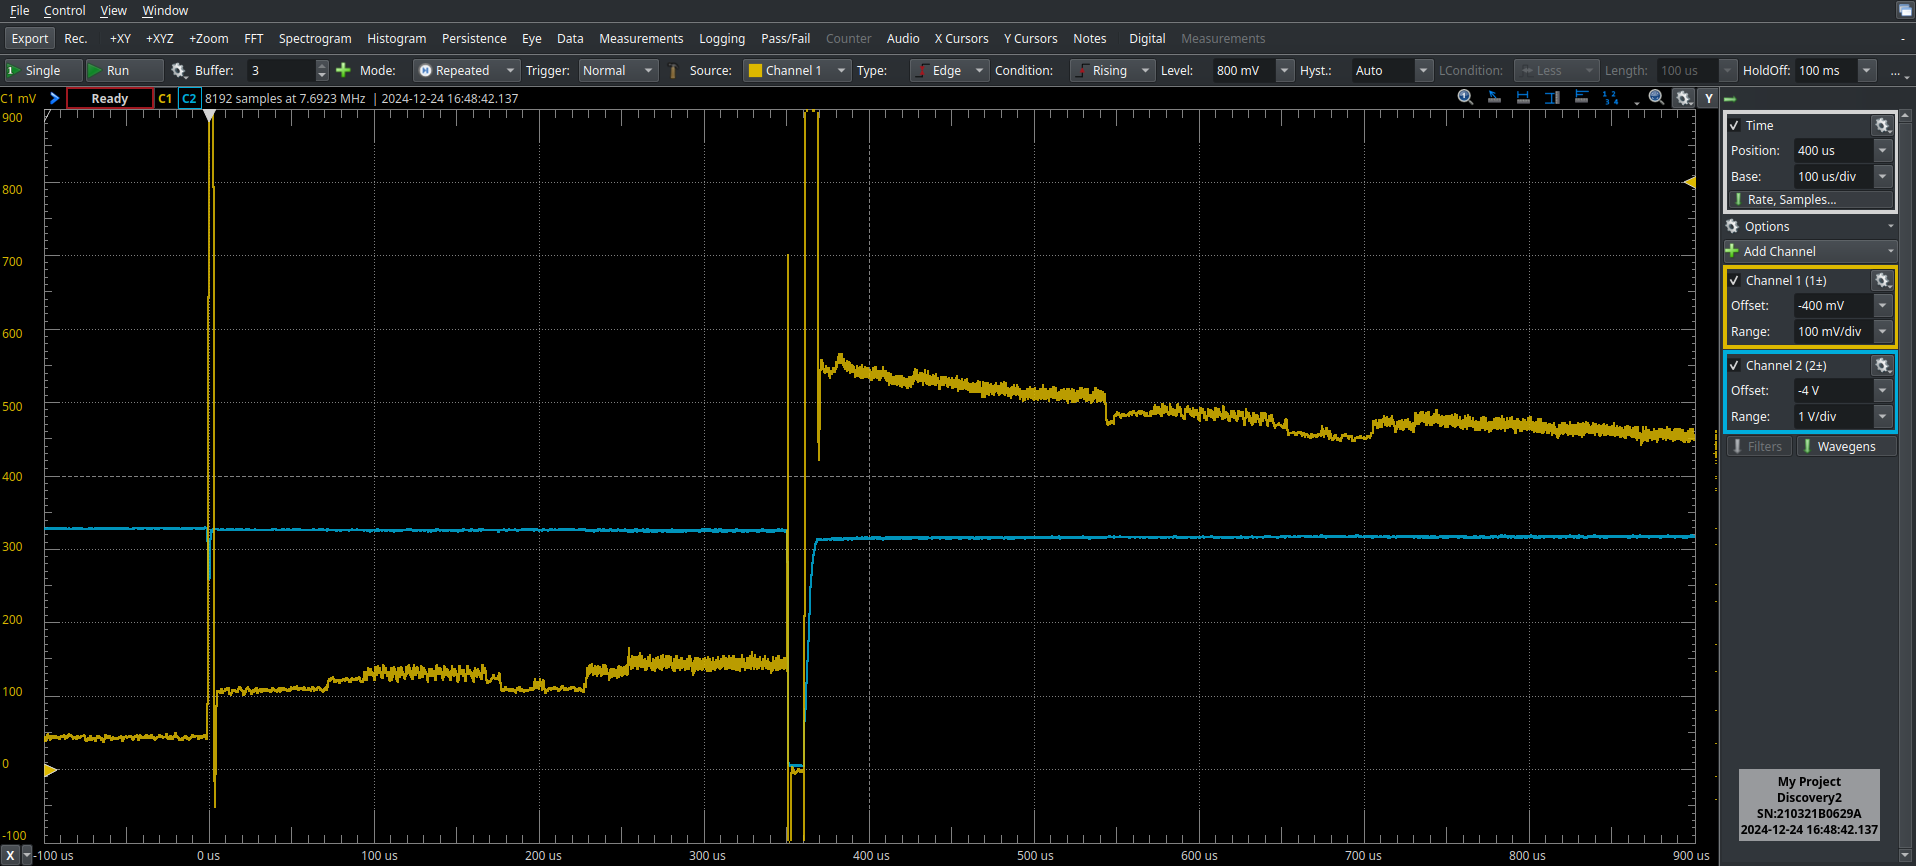 File Control View Window
Export Rec. +XY +XYZ +Zoom FFT Spectrogram Histogram Persistence Eye Data Measurements Logging Pass/Fail Counter Audio X Cursors Y Cursors Notes Digital Measurements
1 Single Run Buffer: 3 Mode: Repeated Trigger: Normal Source: Channel 1 Type: Edge Condition: Rising Level: 800 mV Hyst.: Auto LCondition: Less Length: 100 us HoldOff: 100 ms ...
C1 mV Ready C1 C2 8192 samples at 7.6923 MHz | 2024-12-24 16:48:42.137 Y
900
800
700
600
500
400
300
200
100
0
-100
X -100 us 0 us 100 us 200 us 300 us 400 us 500 us 600 us 700 us 800 us 900 us
Time
Position: 400 us
Base: 100 us/div
Rate, Samples...
Options
Add Channel
Channel 1 (1±)
Offset: -400 mV
Range: 100 mV/div
Channel 2 (2±)
Offset: -4 V
Range: 1 V/div
Filters Wavegens
My Project
Discovery2
SN:210321B0629A
2024-12-24 16:48:42.137